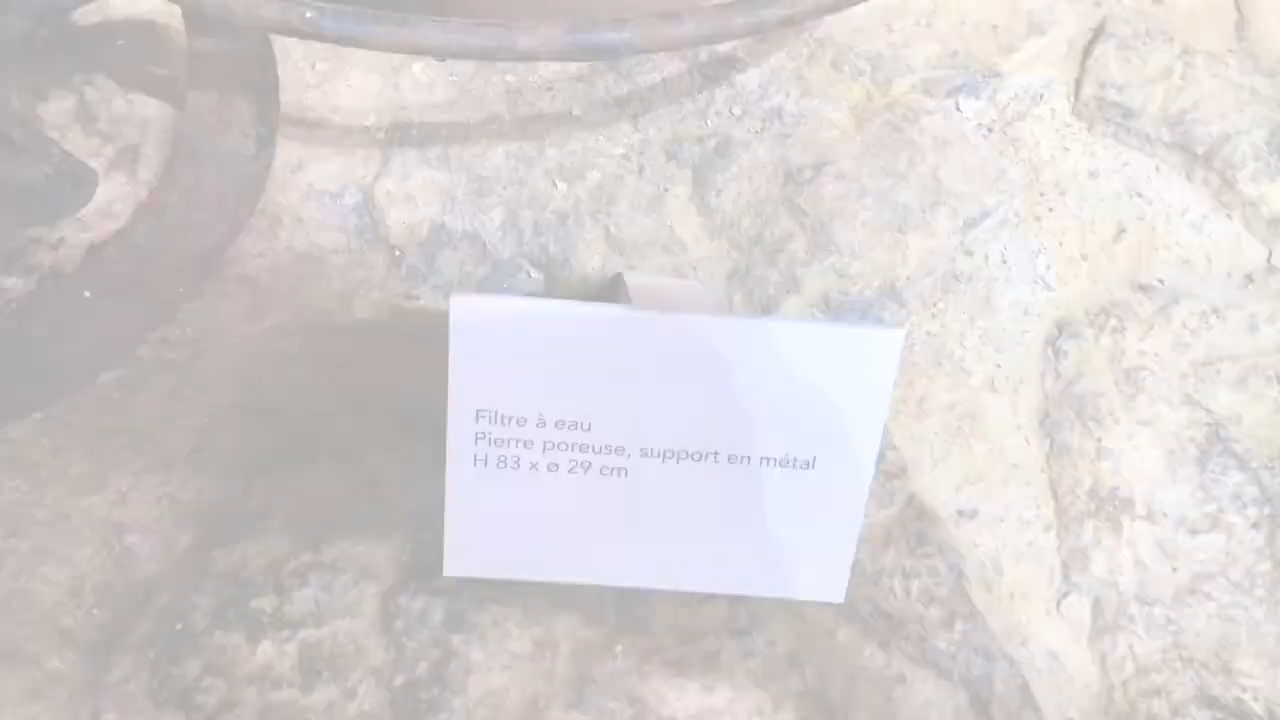 Filtre à eau
Pierre poreuse, support en métal
H 83 x ø 29 cm